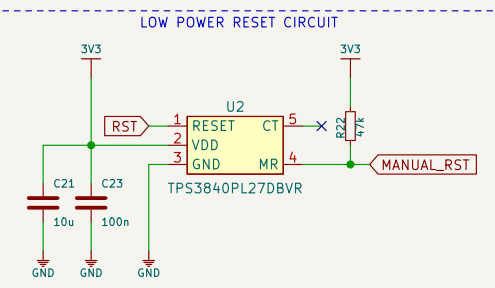 LOW POWER RESET CIRCUIT
3V3
3V3
U2
RST
1
RESET
CT
5
R22
47k
2
VDD
3
GND
MR
4
MANUAL_RST
TPS3840PL27DBVR
C21
C23
10u
100n
GND
GND
GND